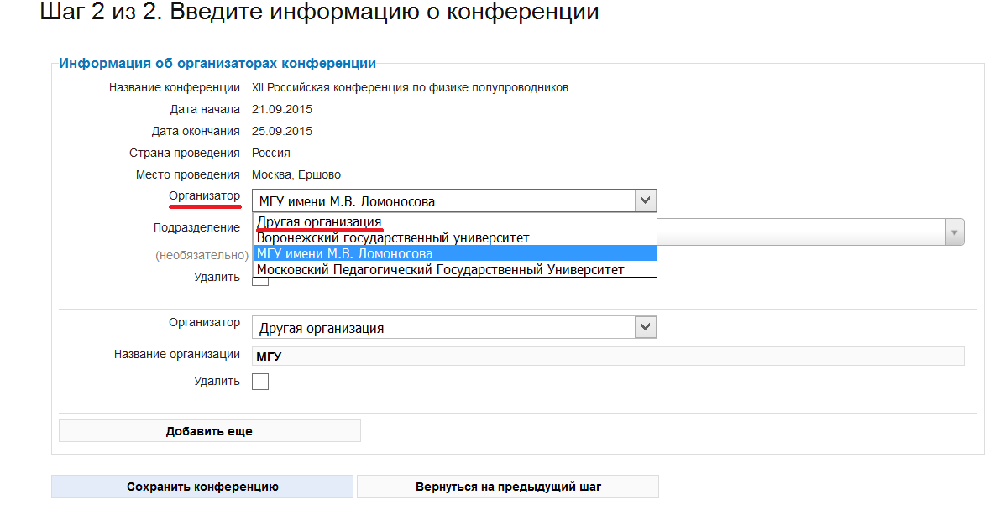 Шаг 2 из 2. Введите информацию о конференции
Информация об организаторах конференции
Название конференции XII Российская конференция по физике полупроводников
Дата начала 21.09.2015
Дата окончания 25.09.2015
Страна проведения Россия
Место проведения Москва, Ершово
Организатор МГУ имени М.В. Ломоносова
Другая организация
Подразделение
Воронежский государственный университет
(необязательно) МГУ имени М.В. Ломоносова
Московский Педагогический Государственный Университет
Удалить
Организатор Другая организация
Название организации МГУ
Удалить
Добавить еще
Сохранить конференцию Вернуться на предыдущий шаг